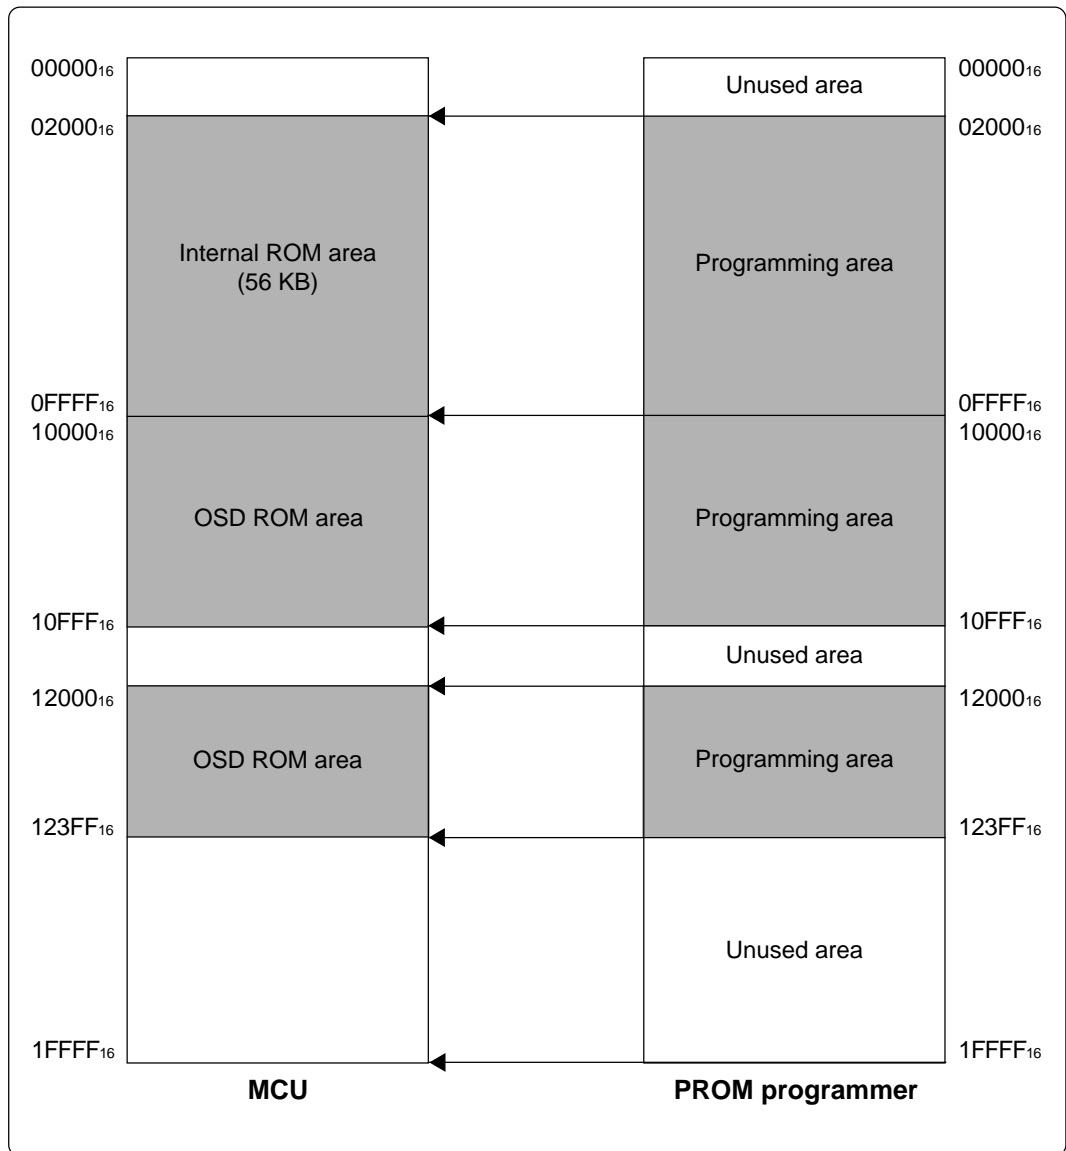 00000₁₆ Unused area 00000₁₆
02000₁₆ 02000₁₆
Internal ROM area
(56 KB)
Programming area
0FFFF₁₆ 0FFFF₁₆
10000₁₆ 10000₁₆
OSD ROM area Programming area
10FFF₁₆ 10FFF₁₆
Unused area
12000₁₆ 12000₁₆
OSD ROM area Programming area
123FF₁₆ 123FF₁₆
Unused area
1FFFF₁₆ 1FFFF₁₆
MCU PROM programmer